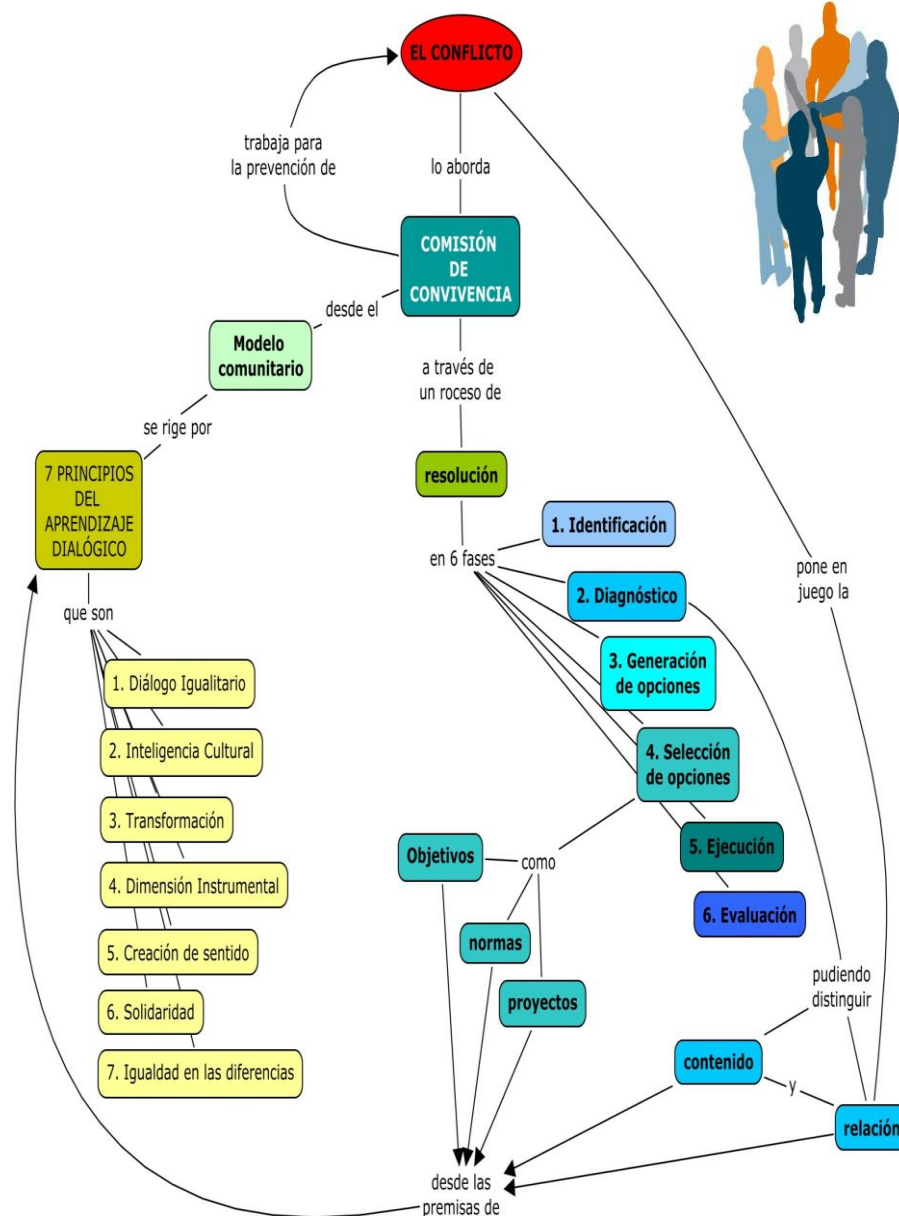 EL CONFLICTO
trabaja para
la prevención de
lo aborda
COMISIÓN
DE
CONVIVENCIA
desde el
Modelo
comunitario
a través de
un roceso de
se rige por
7 PRINCIPIOS
DEL
APRENDIZAJE
DIALÓGICO
resolución
en 6 fases
1. Identificación
2. Diagnóstico
3. Generación
de opciones
4. Selección
de opciones
5. Ejecución
6. Evaluación
pone en
juego la
que son
1. Diálogo Igualitario
2. Inteligencia Cultural
3. Transformación
4. Dimensión Instrumental
5. Creación de sentido
6. Solidaridad
7. Igualdad en las diferencias
Objetivos
como
normas
proyectos
pudiendo
distinguir
contenido
y
relación
desde las
premisas de